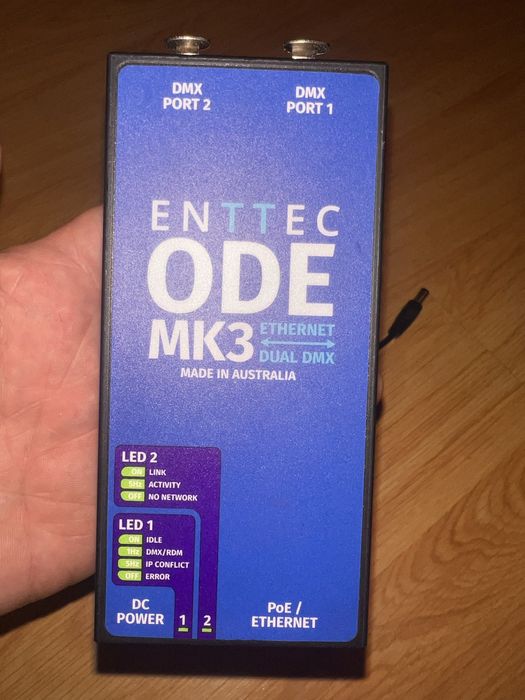 DMX
PORT 2
DMX
PORT 1
ENTTEC
ODE
MK3
ETHERNET
DUAL DMX
MADE IN AUSTRALIA
LED 2
ON LINK
5Hz ACTIVITY
OFF NO NETWORK
LED 1
ON IDLE
1Hz DMX/RDM
5Hz IP CONFLICT
OFF ERROR
DC
POWER
1
2
PoE /
ETHERNET